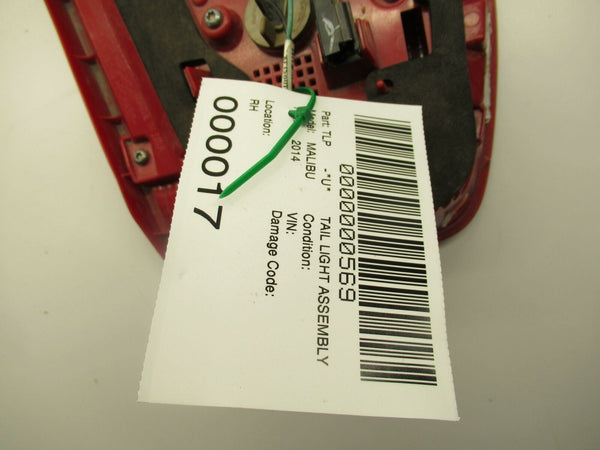 0000000569
Part: TLP -*U* TAIL LIGHT ASSEMBLY
Model: MALIBU Condition:
2014 VIN:
Damage Code:
Location:
RH
000017